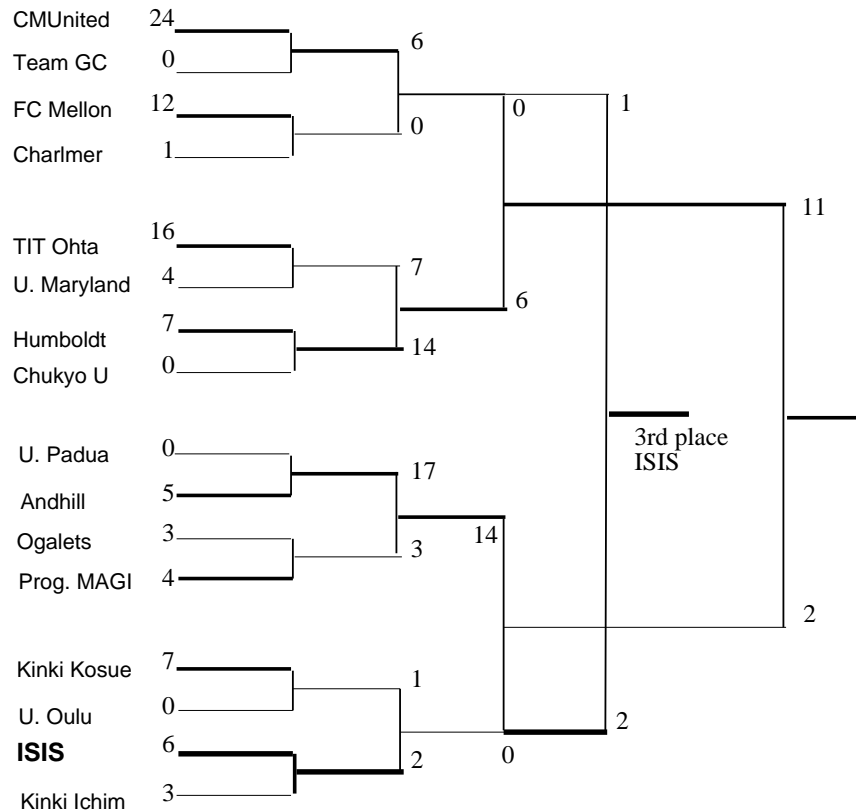 CMUnited 24
Team GC 0
6
FC Mellon 12
Charlmer 1
0
0
1
TIT Ohta 16
U. Maryland 4
7
Humboldt 7
Chukyo U 0
14
6
11
U. Padua 0
Andhill 5
17
Ogalets 3
Prog. MAGI 4
3
14
3rd place
ISIS
2
Kinki Kosue 7
U. Oulu 0
1
ISIS 6
Kinki Ichim 3
2
0
2